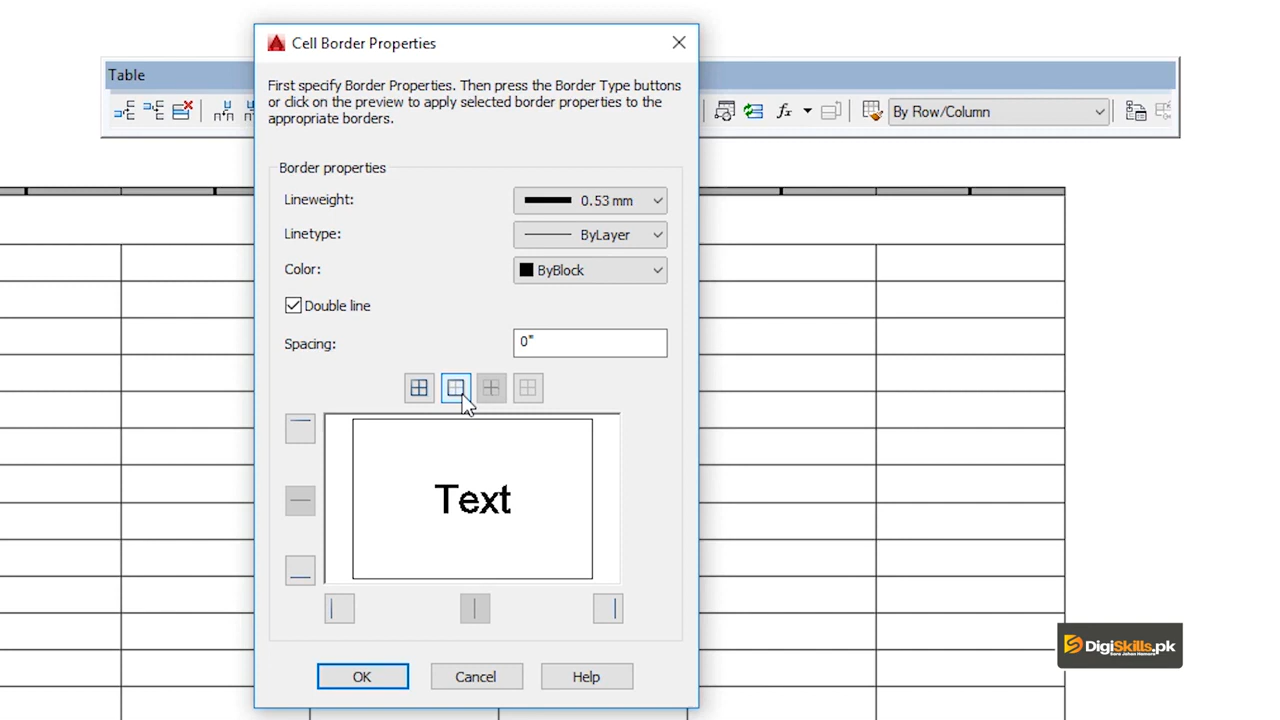 Cell Border Properties
Table
First specify Border Properties. Then press the Border Type buttons
or click on the preview to apply selected border properties to the
appropriate borders.
By Row/Column
Border properties
Lineweight:
0.53 mm
Linetype:
ByLayer
Color:
ByBlock
Double line
Spacing:
0"
Text
DigiSkills.pk
OK
Cancel
Help